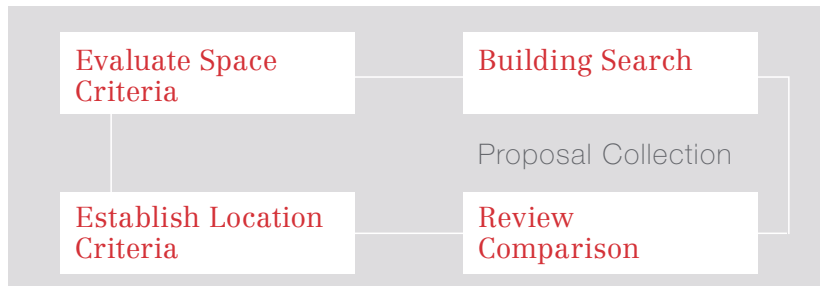 Evaluate Space
Criteria
Building Search
Proposal Collection
Establish Location
Criteria
Review
Comparison